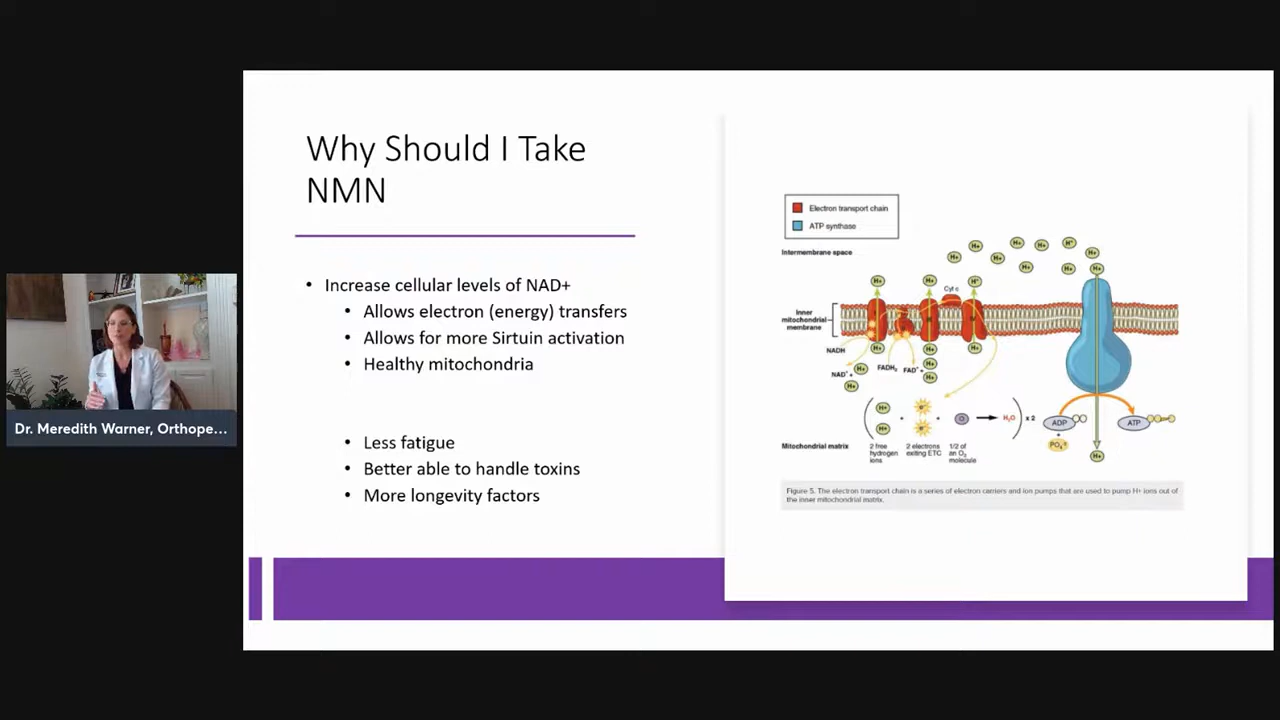 Why Should I Take
NMN
• Increase cellular levels of NAD+
• Allows electron (energy) transfers
• Allows for more Sirtuin activation
• Healthy mitochondria
• Less fatigue
• Better able to handle toxins
• More longevity factors
Electron transport chain
ATP synthase
Intermembrane space
H+ H+ H+ H+ H+ H+ H+ H+ H+ H+
H+ H+ H+
Cyt c
Inner
mitochondrial
membrane
NADH
H+ H+ H+
NAD+ + H+
FADH₂
FAD+ + H+
H+
H+
H+
H+
+
e-
e-
+
O
H₂O
x 2
2 free
hydrogen
ions
2 electrons
exiting ETC
1/2 of
an O₂
molecule
Mitochondrial matrix
ADP
+
ATP
H+
Figure 5. The electron transport chain is a series of electron carriers and ion pumps that are used to pump H+ ions out of
the inner mitochondrial matrix.
Dr. Meredith Warner, Orthope...